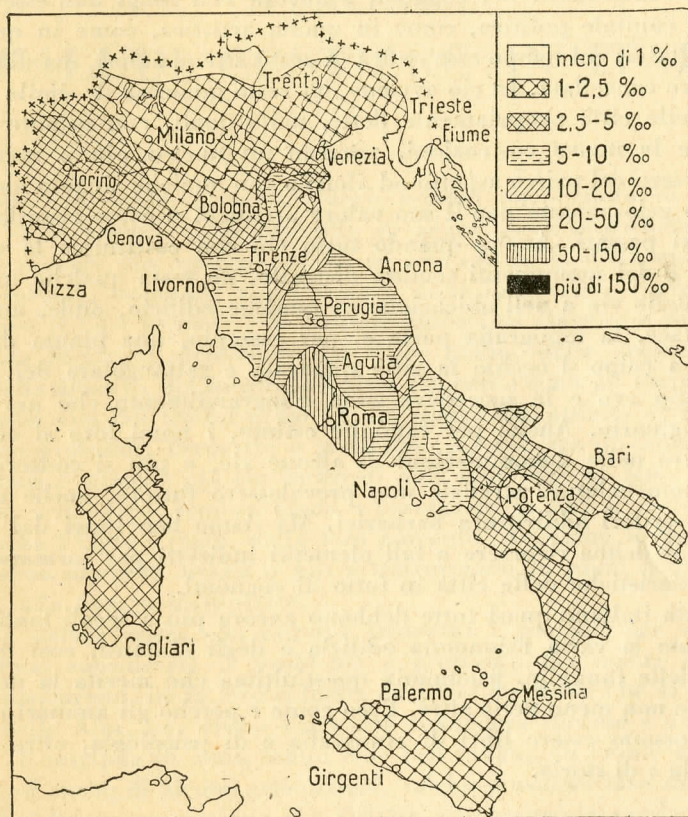 meno di 1 ‰
1-2,5 ‰
2,5-5 ‰
5-10 ‰
10-20 ‰
20-50 ‰
50-150 ‰
più di 150 ‰
Trento
Trieste
Fiume
Milano
Venezia
Torino
Bologna
Genova
Firenze
Ancona
Nizza
Livorno
Perugia
Aquila
Roma
Bari
Napoli
Potenza
Cagliari
Palermo
Messina
Girgenti